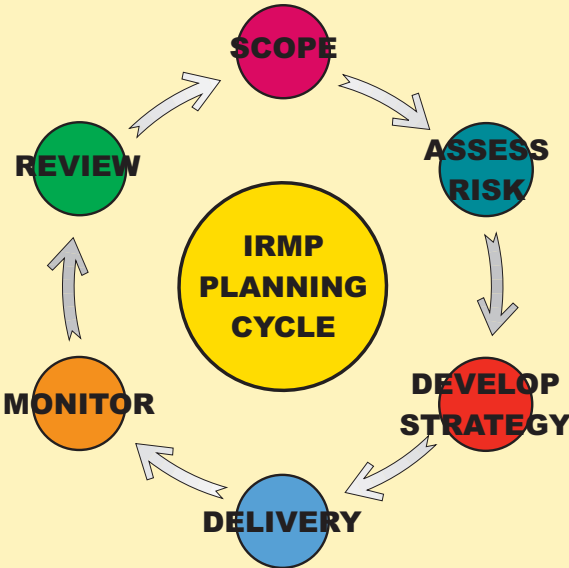 SCOPE
ASSESS
RISK
DEVELOP
STRATEGY
DELIVERY
MONITOR
REVIEW
IRMP
PLANNING
CYCLE